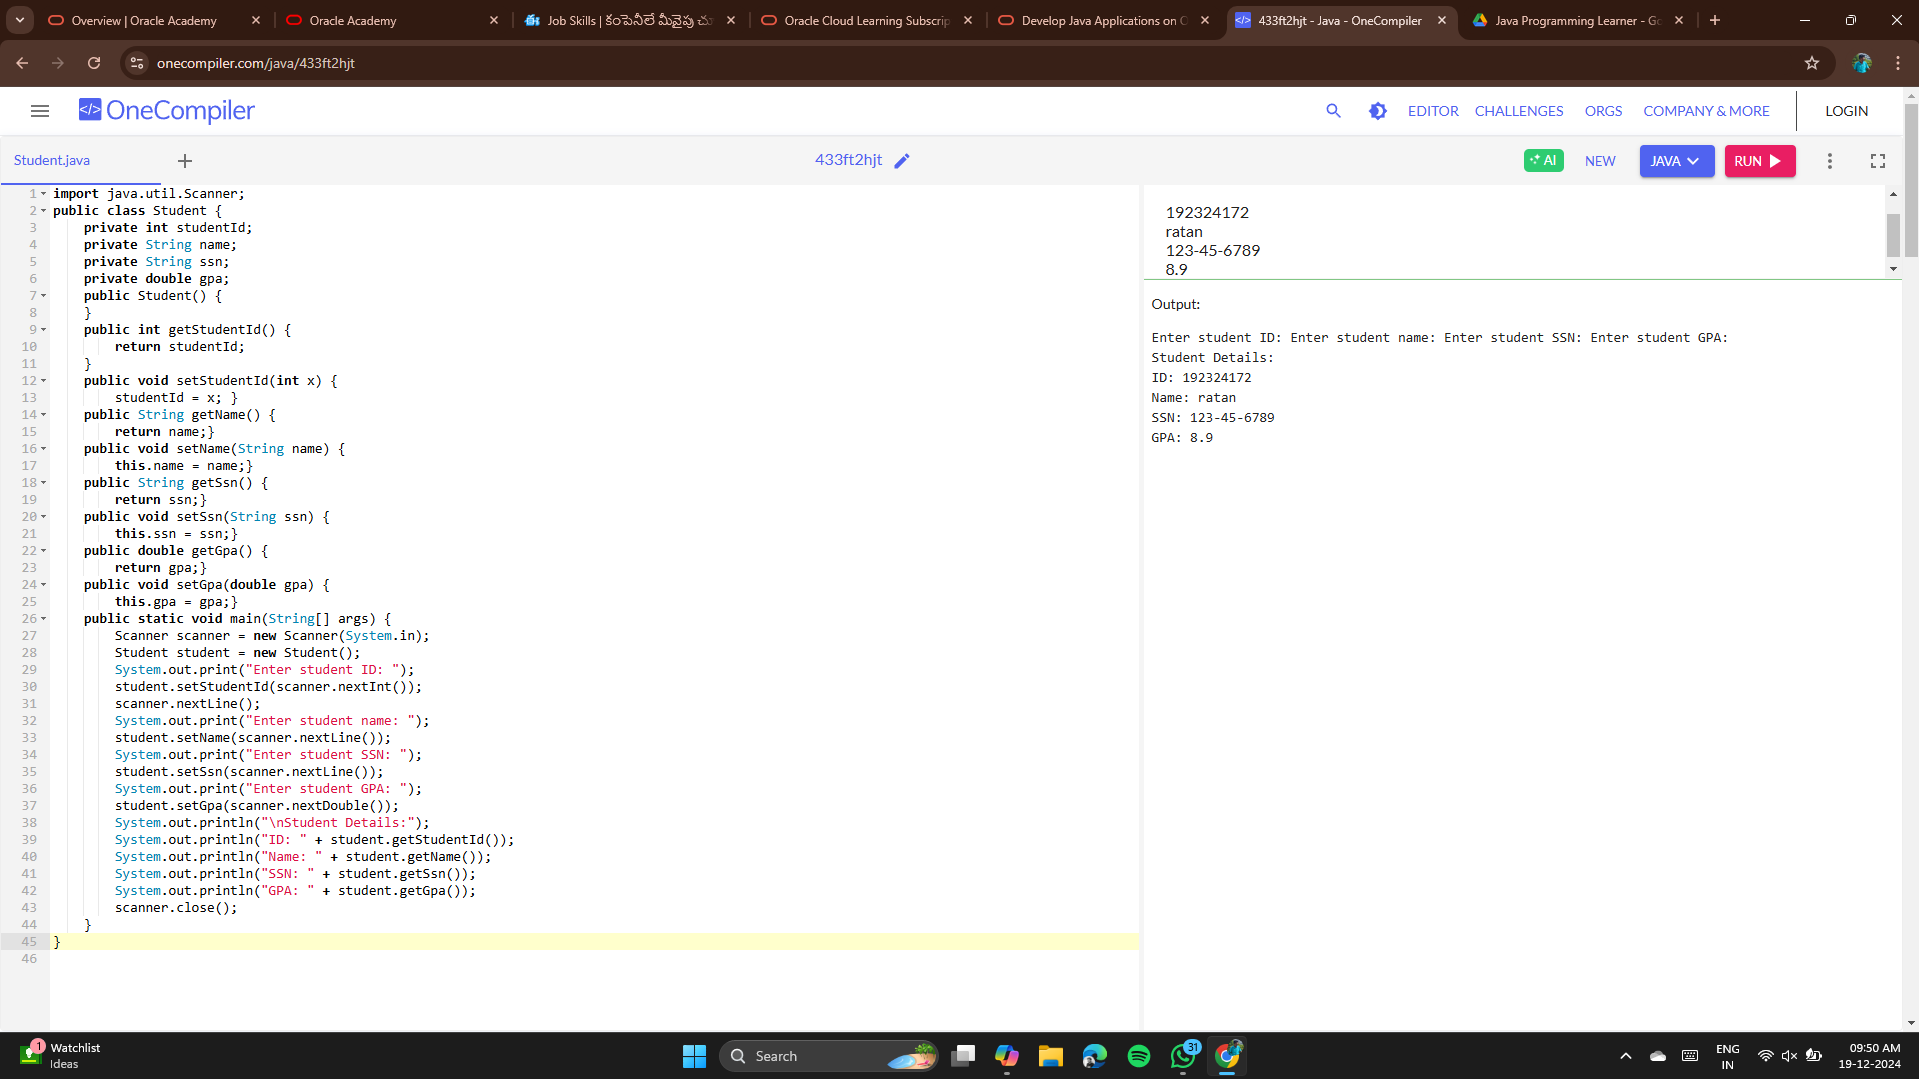 Overview | Oracle Academy
Oracle Academy
Job Skills | కంపెనీలే మీవైపు చూ
Oracle Cloud Learning Subscrip
Develop Java Applications on O
433ft2hjt - Java - OneCompiler
Java Programming Learner - Go
onecompiler.com/java/433ft2hjt
</> OneCompiler
EDITOR CHALLENGES ORGS COMPANY & MORE LOGIN
Student.java
433ft2hjt
AI NEW JAVA RUN
1 import java.util.Scanner;
2 public class Student {
3 private int studentId;
4 private String name;
5 private String ssn;
6 private double gpa;
7 public Student() {
8 }
9 public int getStudentId() {
10 return studentId;
11 }
12 public void setStudentId(int x) {
13 studentId = x; }
14 public String getName() {
15 return name;}
16 public void setName(String name) {
17 this.name = name;}
18 public String getSsn() {
19 return ssn;}
20 public void setSsn(String ssn) {
21 this.ssn = ssn;}
22 public double getGpa() {
23 return gpa;}
24 public void setGpa(double gpa) {
25 this.gpa = gpa;}
26 public static void main(String[] args) {
27 Scanner scanner = new Scanner(System.in);
28 Student student = new Student();
29 System.out.print("Enter student ID: ");
30 student.setStudentId(scanner.nextInt());
31 scanner.nextLine();
32 System.out.print("Enter student name: ");
33 student.setName(scanner.nextLine());
34 System.out.print("Enter student SSN: ");
35 student.setSsn(scanner.nextLine());
36 System.out.print("Enter student GPA: ");
37 student.setGpa(scanner.nextDouble());
38 System.out.println("\nStudent Details:");
39 System.out.println("ID: " + student.getStudentId());
40 System.out.println("Name: " + student.getName());
41 System.out.println("SSN: " + student.getSsn());
42 System.out.println("GPA: " + student.getGpa());
43 scanner.close();
44 }
45 }
46
192324172
ratan
123-45-6789
8.9
Output:
Enter student ID: Enter student name: Enter student SSN: Enter student GPA:
Student Details:
ID: 192324172
Name: ratan
SSN: 123-45-6789
GPA: 8.9
1
Watchlist
Ideas
Search
31
ENG
IN
09:50 AM
19-12-2024